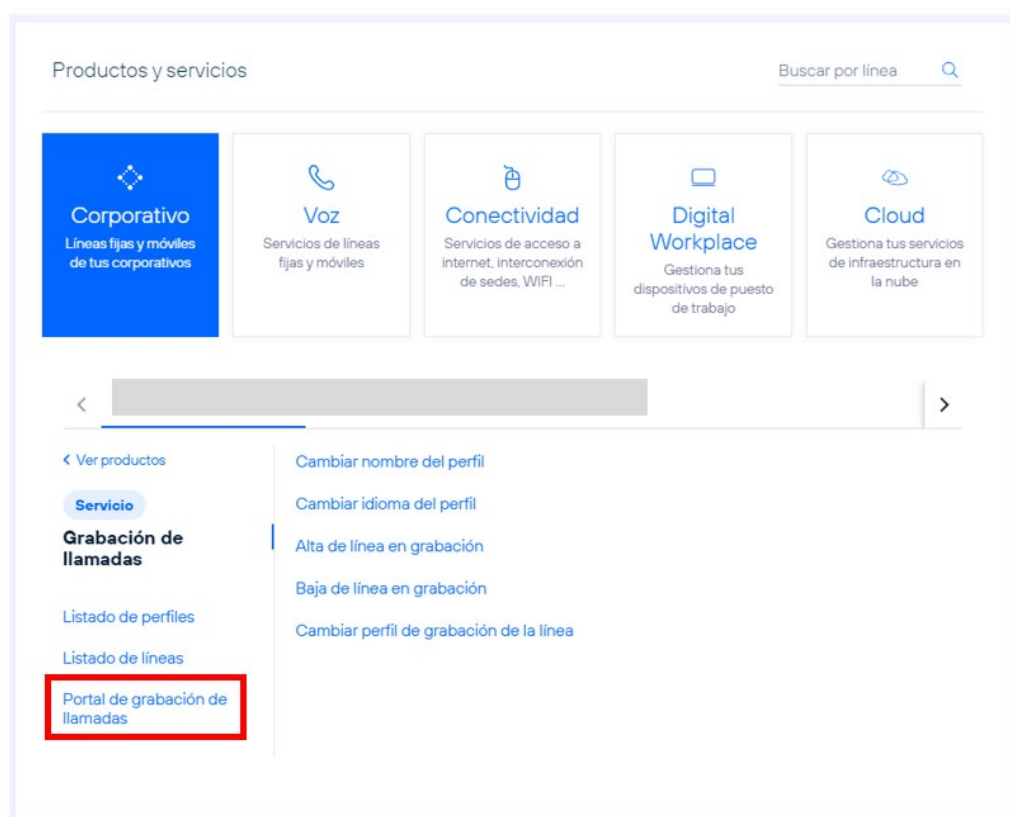 Productos y servicios
Buscar por línea
Corporativo
Líneas fijas y móviles
de tus corporativos
Voz
Servicios de líneas
fijas y móviles
Conectividad
Servicios de acceso a
internet, interconexión
de sedes, WIFI ...
Digital
Workplace
Gestiona tus
dispositivos de puesto
de trabajo
Cloud
Gestiona tus servicios
de infraestructura en
la nube
Ver productos
Servicio
Grabación de
llamadas
Listado de perfiles
Listado de líneas
Portal de grabación de
llamadas
Cambiar nombre del perfil
Cambiar idioma del perfil
Alta de línea en grabación
Baja de línea en grabación
Cambiar perfil de grabación de la línea